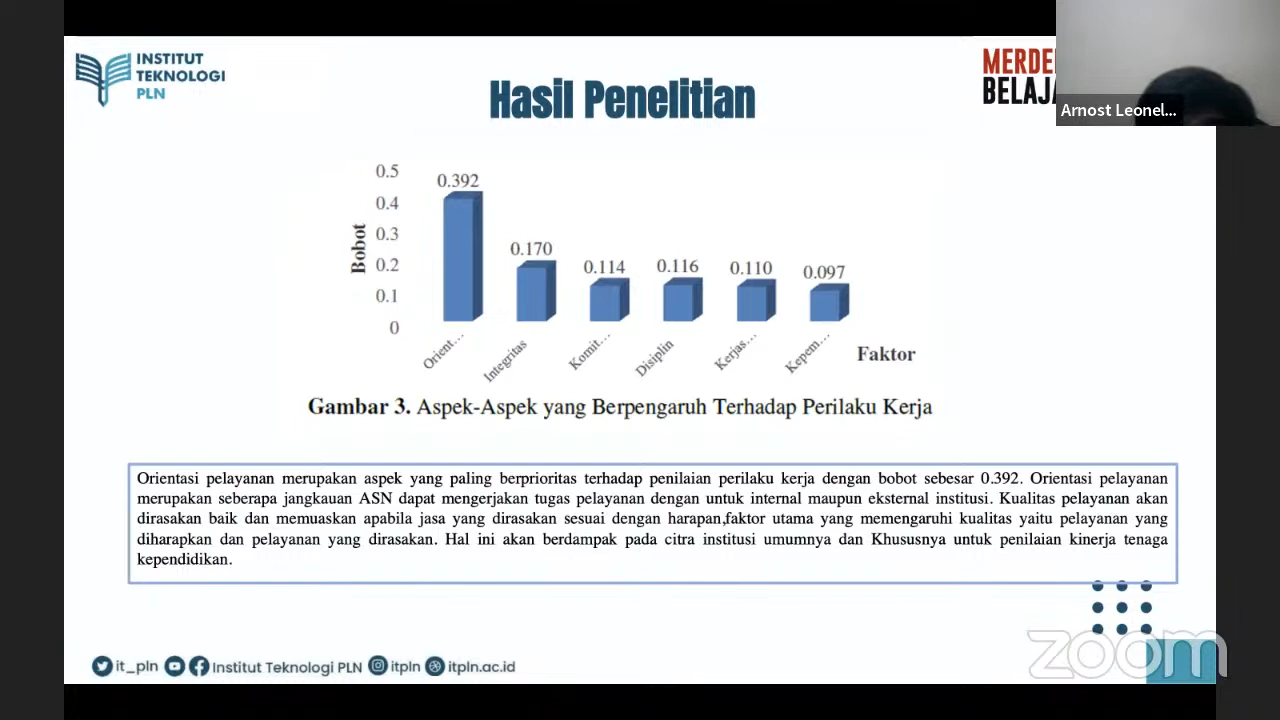 INSTITUT
TEKNOLOGI
PLN
Hasil Penelitian
MERDE
BELAJA
Arnost Leonel...
Bobot
0.5
0.4
0.3
0.2
0.1
0
0.392
0.170
0.114
0.116
0.110
0.097
Orient...
Integritas
Komit...
Disiplin
Kerjas...
Kepem...
Faktor
Gambar 3. Aspek-Aspek yang Berpengaruh Terhadap Perilaku Kerja
Orientasi pelayanan merupakan aspek yang paling berprioritas terhadap penilaian perilaku kerja dengan bobot sebesar 0.392. Orientasi pelayanan
merupakan seberapa jangkauan ASN dapat mengerjakan tugas pelayanan dengan untuk internal maupun eksternal institusi. Kualitas pelayanan akan
dirasakan baik dan memuaskan apabila jasa yang dirasakan sesuai dengan harapan,faktor utama yang memengaruhi kualitas yaitu pelayanan yang
diharapkan dan pelayanan yang dirasakan. Hal ini akan berdampak pada citra institusi umumnya dan Khususnya untuk penilaian kinerja tenaga
kependidikan.
it_pln Institut Teknologi PLN itpln itpln.ac.id
zoom